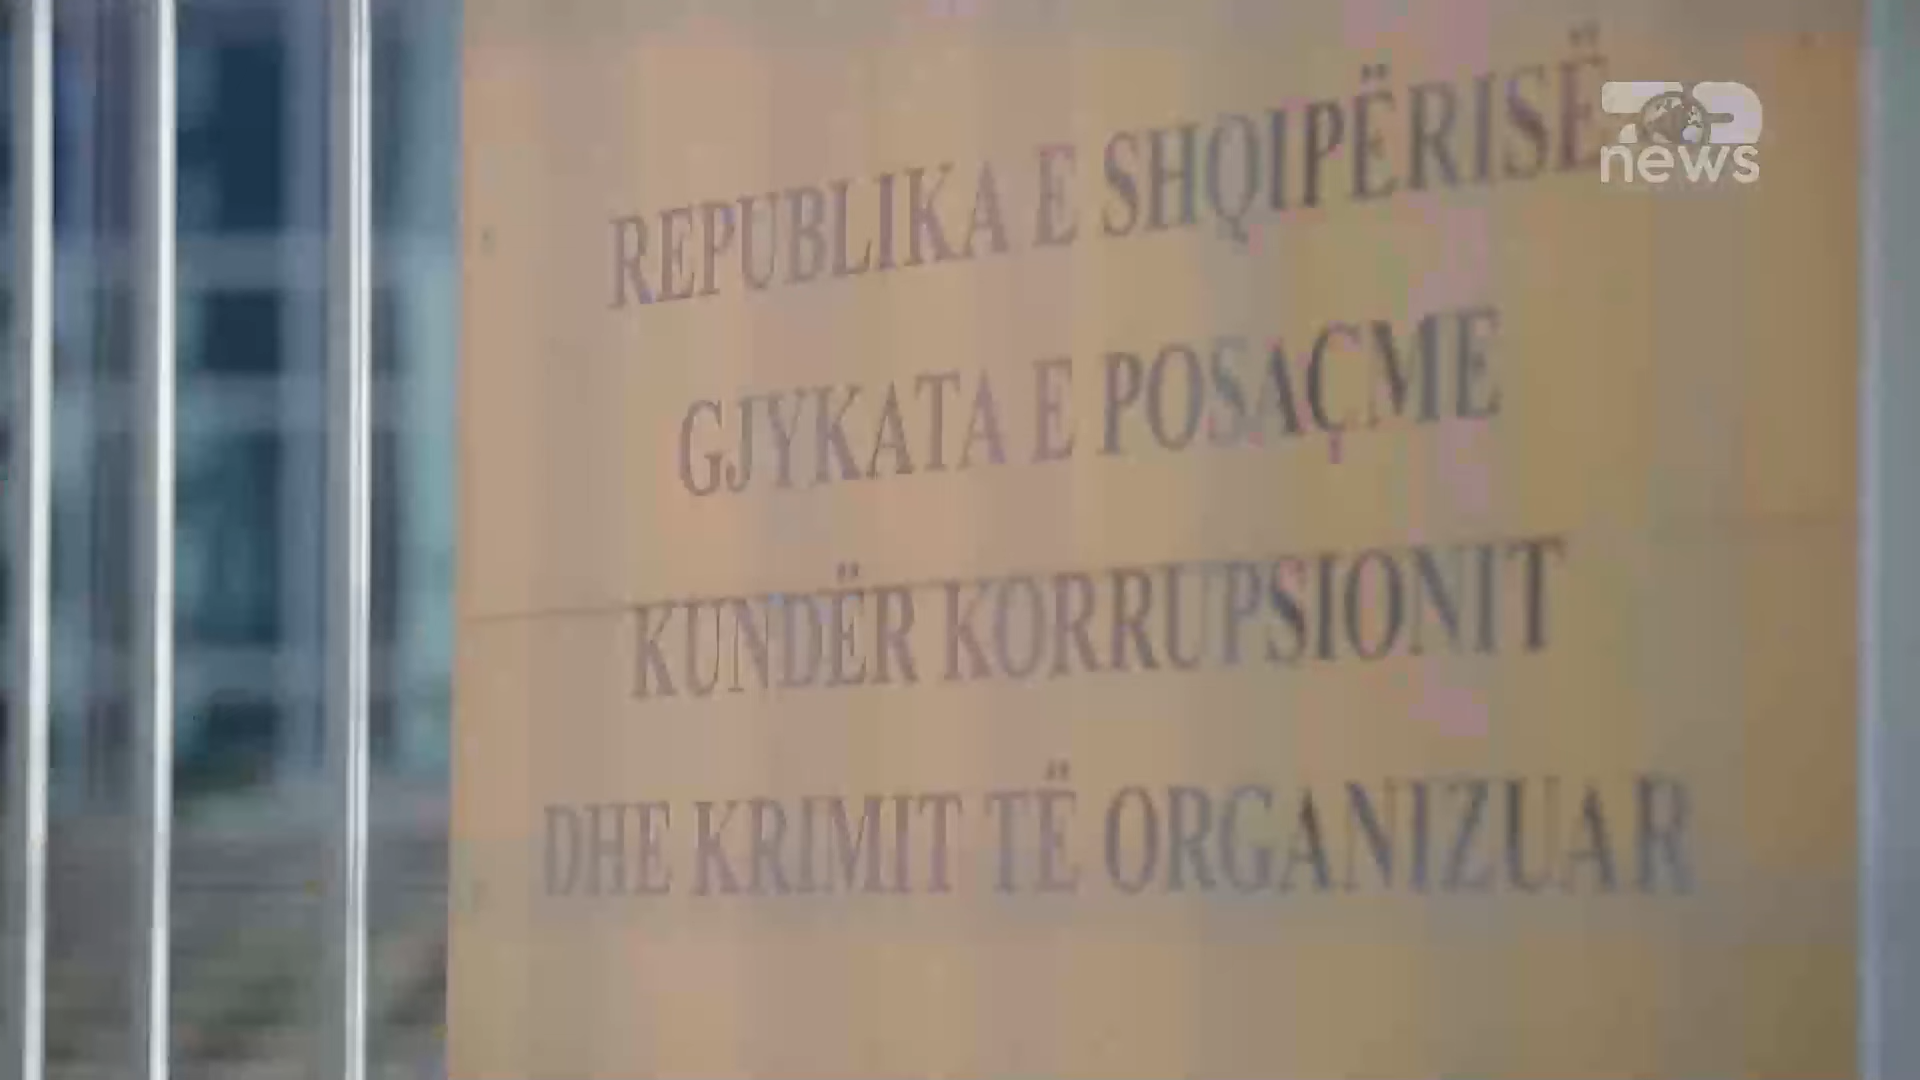 REPUBLIKA E SHQIPËRISË
GJYKATA E POSAÇME
KUNDËR KORRUPSIONIT
DHE KRIMIT TË ORGANIZUAR
news